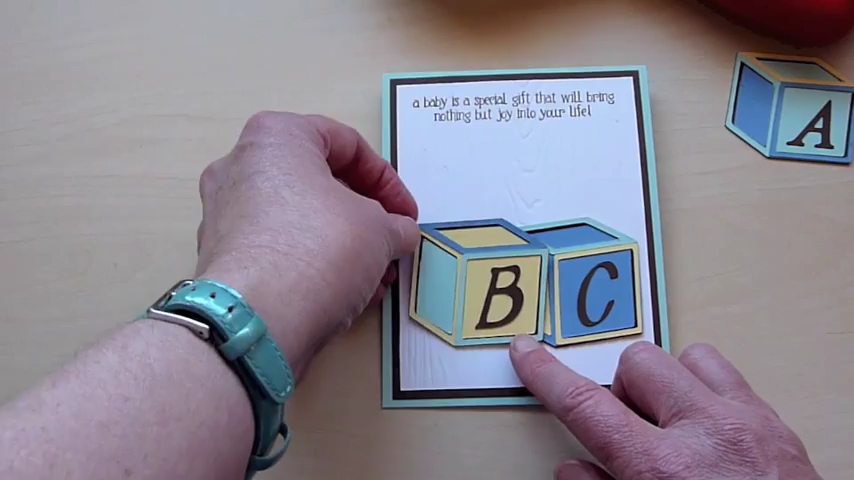 a baby is a special gift that will bring
nothing but joy into your life!
A
B C